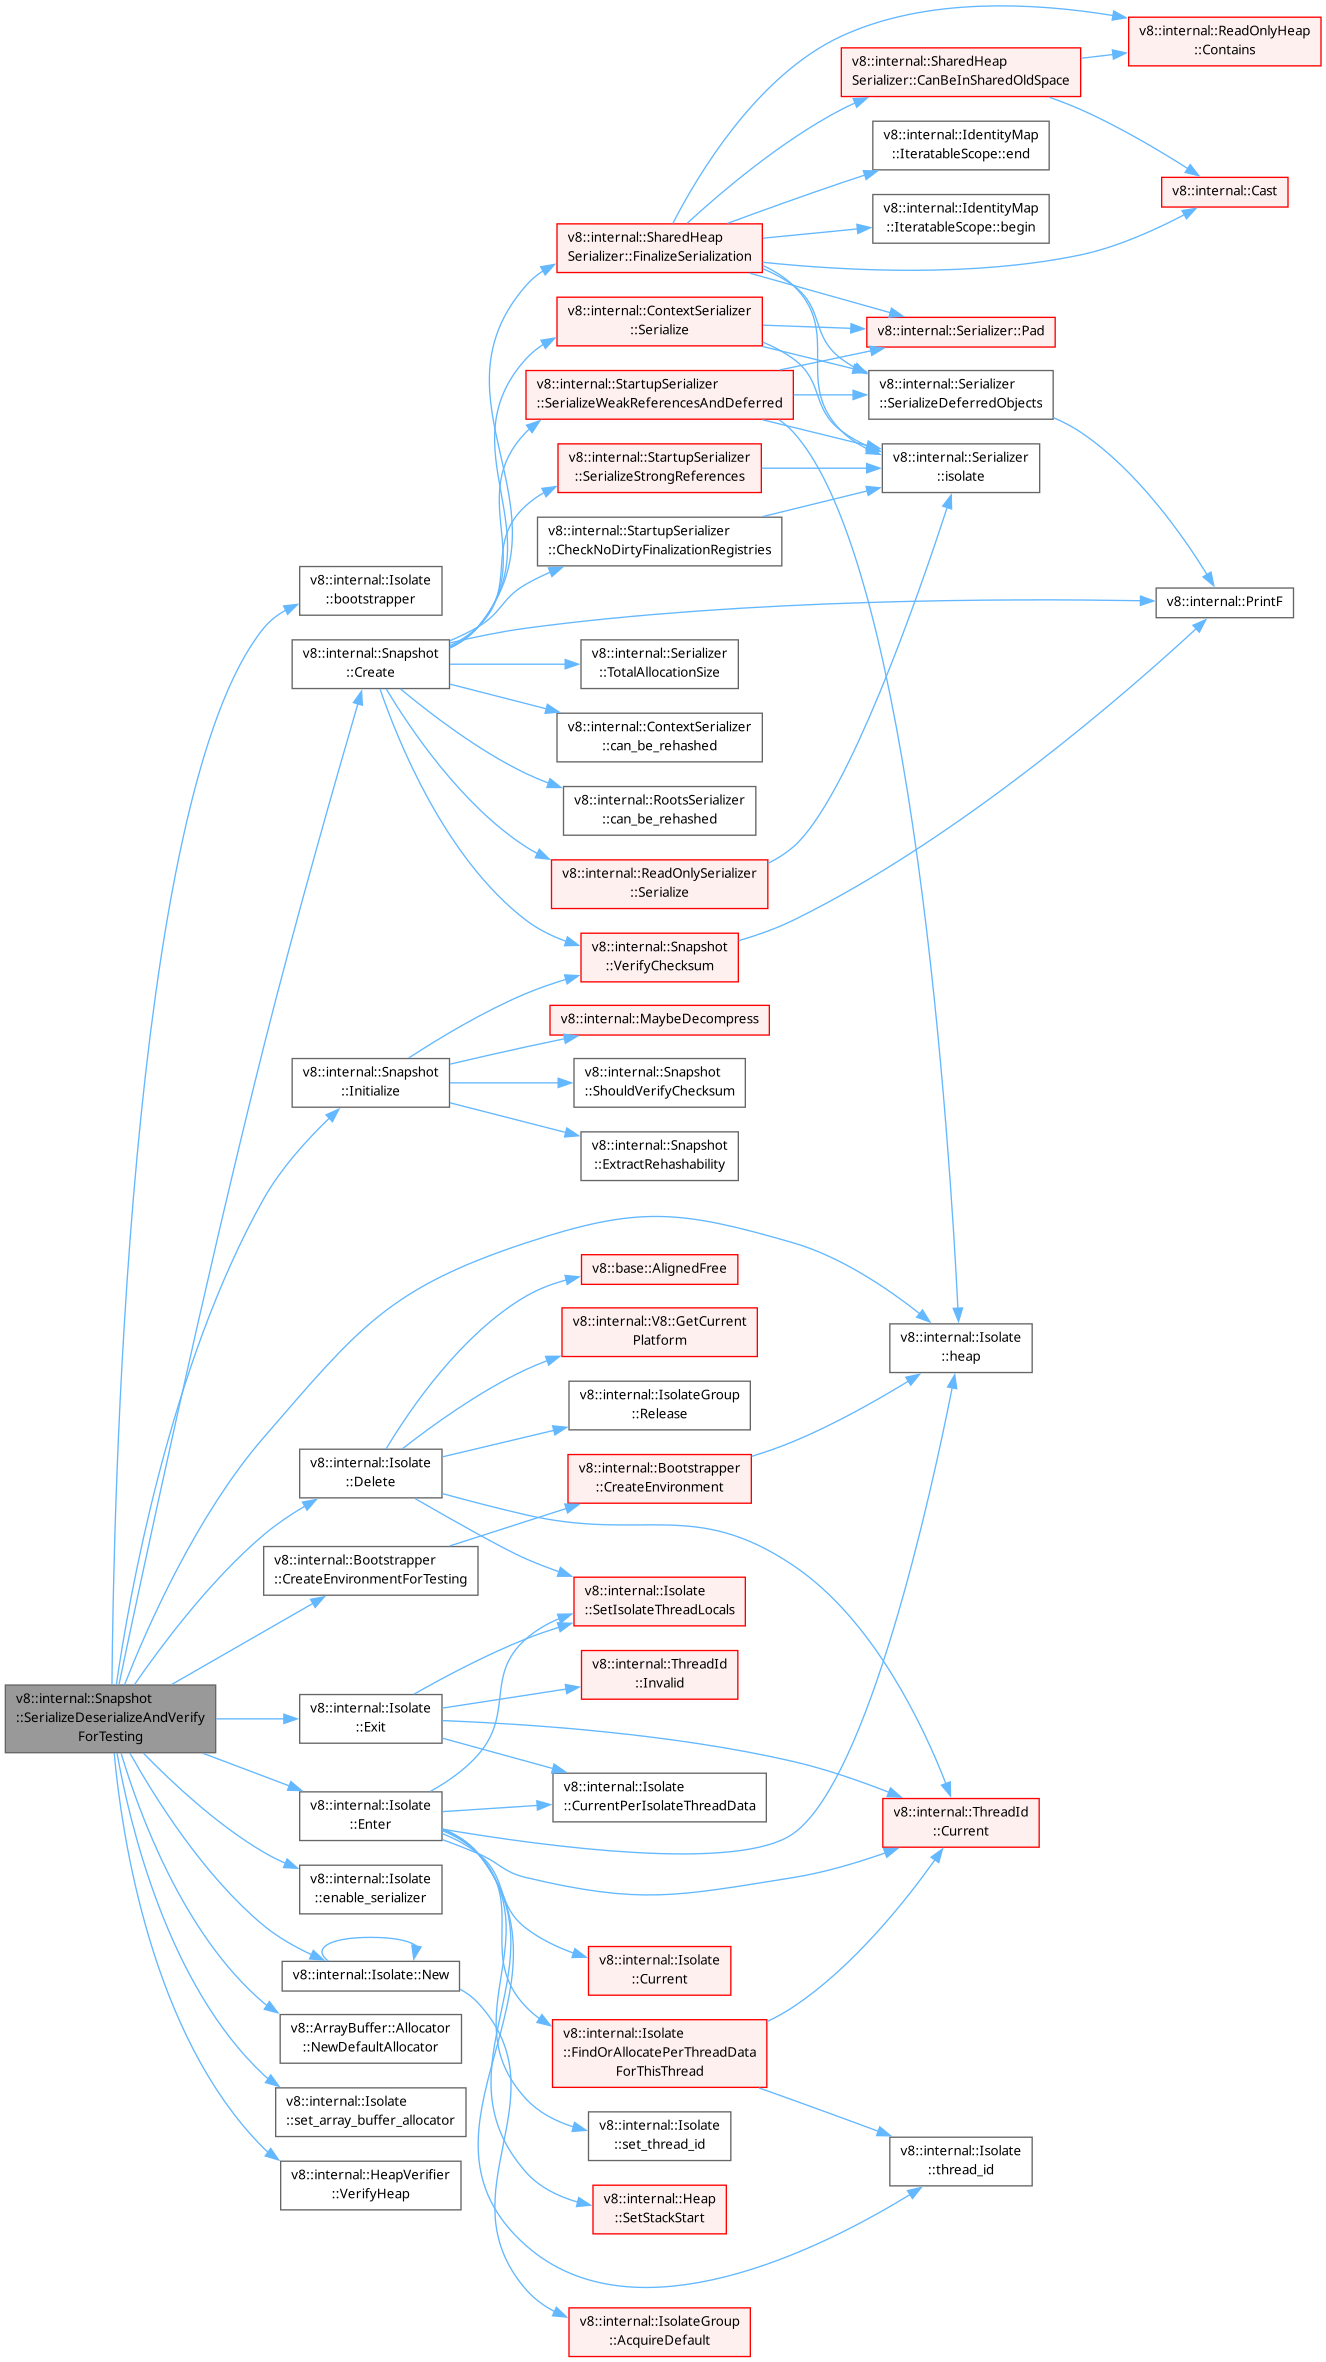 v8::internal::ReadOnlyHeap
::Contains
v8::internal::SharedHeap
Serializer::CanBeInSharedOldSpace
v8::internal::IdentityMap
::IteratableScope::end
v8::internal::Cast
v8::internal::IdentityMap
::IteratableScope::begin
v8::internal::SharedHeap
Serializer::FinalizeSerialization
v8::internal::ContextSerializer
::Serialize
v8::internal::Serializer::Pad
v8::internal::StartupSerializer
::SerializeWeakReferencesAndDeferred
v8::internal::Serializer
::SerializeDeferredObjects
v8::internal::StartupSerializer
::SerializeStrongReferences
v8::internal::Serializer
::isolate
v8::internal::StartupSerializer
::CheckNoDirtyFinalizationRegistries
v8::internal::Isolate
::bootstrapper
v8::internal::PrintF
v8::internal::Snapshot
::Create
v8::internal::Serializer
::TotalAllocationSize
v8::internal::ContextSerializer
::can_be_rehashed
v8::internal::RootsSerializer
::can_be_rehashed
v8::internal::ReadOnlySerializer
::Serialize
v8::internal::Snapshot
::VerifyChecksum
v8::internal::MaybeDecompress
v8::internal::Snapshot
::Initialize
v8::internal::Snapshot
::ShouldVerifyChecksum
v8::internal::Snapshot
::ExtractRehashability
v8::base::AlignedFree
v8::internal::V8::GetCurrent
Platform
v8::internal::Isolate
::heap
v8::internal::IsolateGroup
::Release
v8::internal::Isolate
::Delete
v8::internal::Bootstrapper
::CreateEnvironment
v8::internal::Bootstrapper
::CreateEnvironmentForTesting
v8::internal::Isolate
::SetIsolateThreadLocals
v8::internal::ThreadId
::Invalid
v8::internal::Snapshot
::SerializeDeserializeAndVerify
ForTesting
v8::internal::Isolate
::Exit
v8::internal::Isolate
::CurrentPerIsolateThreadData
v8::internal::Isolate
::Enter
v8::internal::ThreadId
::Current
v8::internal::Isolate
::enable_serializer
v8::internal::Isolate
::Current
v8::internal::Isolate::New
v8::ArrayBuffer::Allocator
::NewDefaultAllocator
v8::internal::Isolate
::FindOrAllocatePerThreadData
ForThisThread
v8::internal::Isolate
::set_array_buffer_allocator
v8::internal::Isolate
::set_thread_id
v8::internal::Isolate
::thread_id
v8::internal::HeapVerifier
::VerifyHeap
v8::internal::Heap
::SetStackStart
v8::internal::IsolateGroup
::AcquireDefault